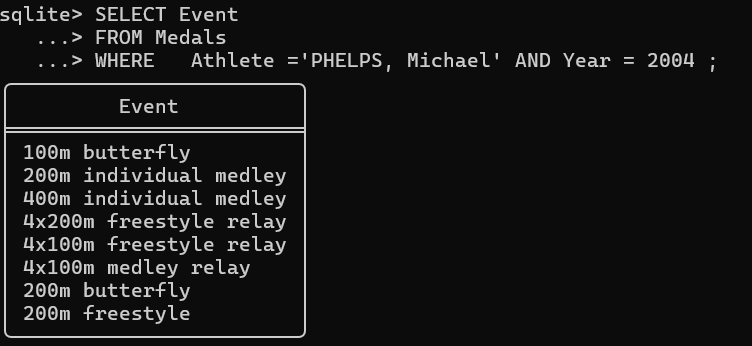 sqlite> SELECT Event
...> FROM Medals
...> WHERE   Athlete ='PHELPS, Michael' AND Year = 2004 ;
Event
100m butterfly
200m individual medley
400m individual medley
4x200m freestyle relay
4x100m freestyle relay
4x100m medley relay
200m butterfly
200m freestyle